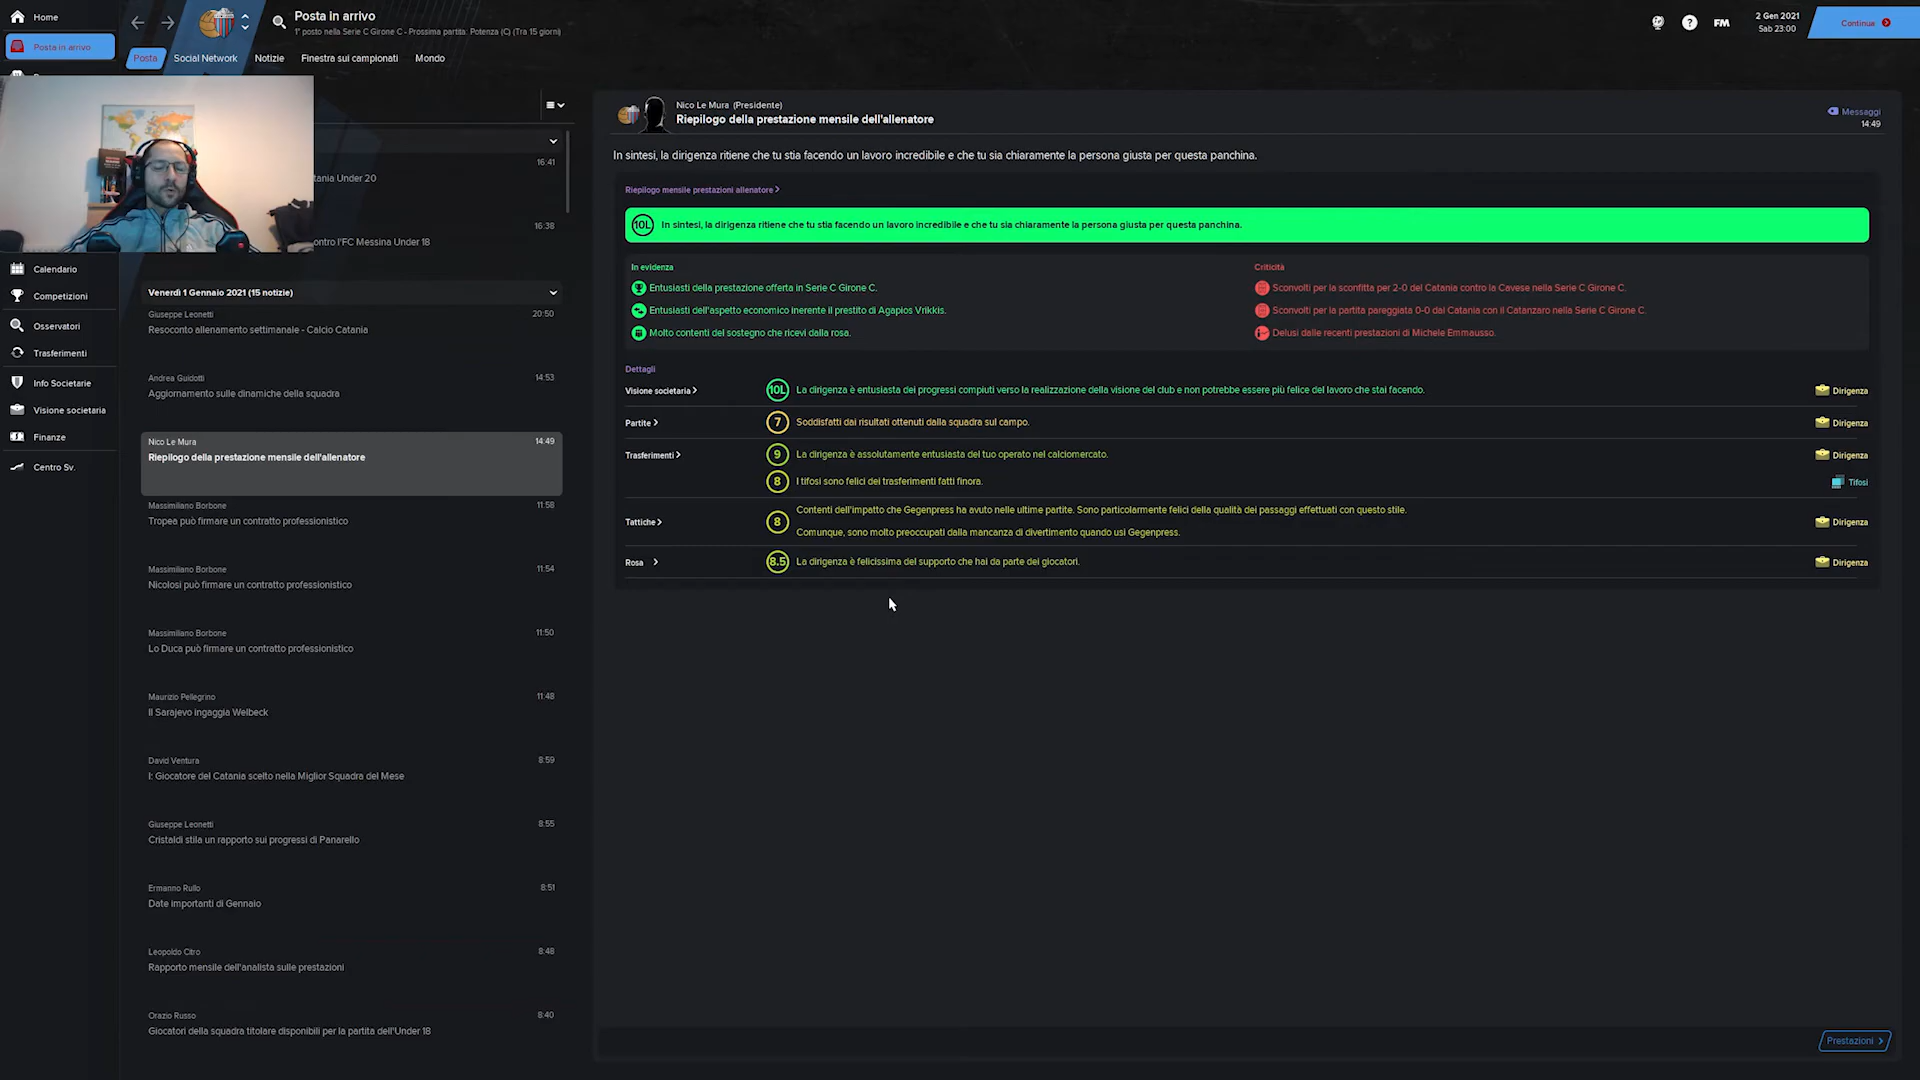 Home
Posta in arrivo
Posta in arrivo
1° posto nella Serie C Girone C - Prossima partita: Potenza (C) (Tra 15 giorni)
FM
2 Gen 2021
Sab 23:00
Continua
Posta
Social Network
Notizie
Finestra sui campionati
Mondo
16:41
tania Under 20
16:38
ontro l'FC Messina Under 18
Calendario
Competizioni
Osservatori
Trasferimenti
Info Societarie
Visione societaria
Finanze
Centro Sv.
Venerdì 1 Gennaio 2021 (15 notizie)
Giuseppe Leonetti
20:50
Resoconto allenamento settimanale - Calcio Catania
Andrea Guidotti
14:53
Aggiornamento sulle dinamiche della squadra
Nico Le Mura
14:49
Riepilogo della prestazione mensile dell'allenatore
Massimiliano Borbone
11:58
Tropea può firmare un contratto professionistico
Massimiliano Borbone
11:54
Nicolosi può firmare un contratto professionistico
Massimiliano Borbone
11:50
Lo Duca può firmare un contratto professionistico
Maurizio Pellegrino
11:48
Il Sarajevo ingaggia Welbeck
David Ventura
8:59
I: Giocatore del Catania scelto nella Miglior Squadra del Mese
Giuseppe Leonetti
8:55
Cristaldi stila un rapporto sui progressi di Panarello
Ermanno Rullo
8:51
Date importanti di Gennaio
Leopoldo Citro
8:48
Rapporto mensile dell'analista sulle prestazioni
Orazio Russo
8:40
Giocatori della squadra titolare disponibili per la partita dell'Under 18
Nico Le Mura (Presidente)
Riepilogo della prestazione mensile dell'allenatore
Messaggi
14:49
In sintesi, la dirigenza ritiene che tu stia facendo un lavoro incredibile e che tu sia chiaramente la persona giusta per questa panchina.
Riepilogo mensile prestazioni allenatore >
10L In sintesi, la dirigenza ritiene che tu stia facendo un lavoro incredibile e che tu sia chiaramente la persona giusta per questa panchina.
In evidenza
Entusiasti della prestazione offerta in Serie C Girone C.
Entusiasti dell'aspetto economico inerente il prestito di Agapios Vrikkis.
Molto contenti del sostegno che ricevi dalla rosa.
Criticità
Sconvolti per la sconfitta per 2-0 del Catania contro la Cavese nella Serie C Girone C.
Sconvolti per la partita pareggiata 0-0 dal Catania con il Catanzaro nella Serie C Girone C.
Delusi dalle recenti prestazioni di Michele Emmausso.
Dettagli
Visione societaria > 10L La dirigenza è entusiasta dei progressi compiuti verso la realizzazione della visione del club e non potrebbe essere più felice del lavoro che stai facendo. Dirigenza
Partite > 7 Soddisfatti dai risultati ottenuti dalla squadra sul campo. Dirigenza
Trasferimenti > 9 La dirigenza è assolutamente entusiasta del tuo operato nel calciomercato. Dirigenza
8 I tifosi sono felici dei trasferimenti fatti finora. Tifosi
Contenti dell'impatto che Gegenpress ha avuto nelle ultime partite. Sono particolarmente felici della qualità dei passaggi effettuati con questo stile.
Tattiche > 8 Dirigenza
Comunque, sono molto preoccupati dalla mancanza di divertimento quando usi Gegenpress.
Rosa > 8.5 La dirigenza è felicissima del supporto che hai da parte dei giocatori. Dirigenza
Prestazioni >